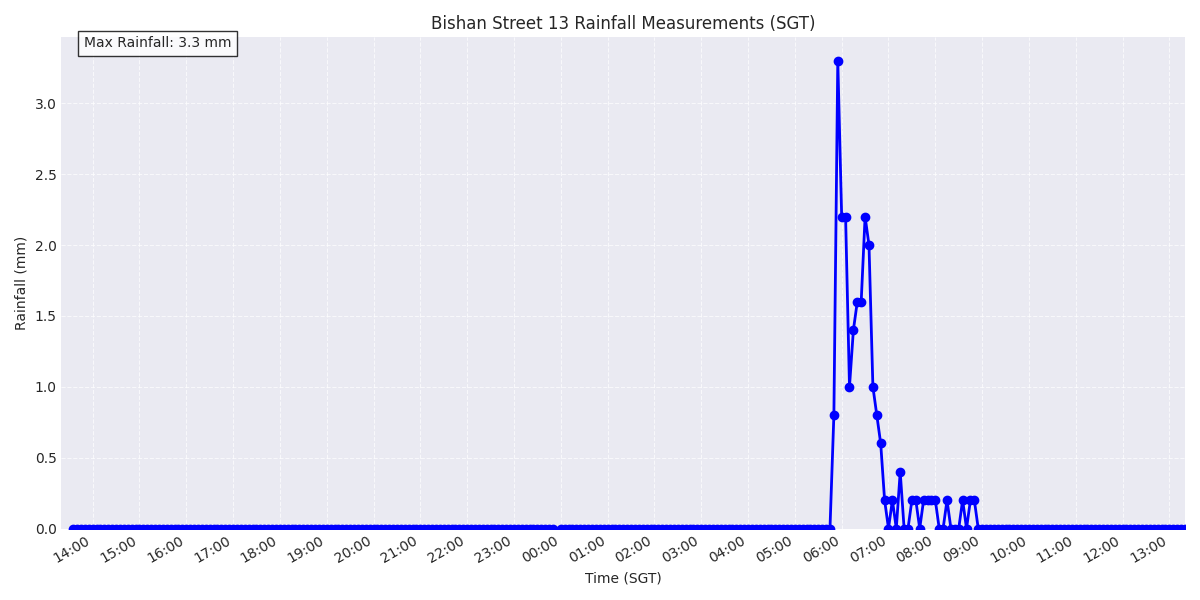 Bishan Street 13 Rainfall Measurements (SGT)
Max Rainfall: 3.3 mm
Rainfall (mm)
3.0
2.5
2.0
1.5
1.0
0.5
0.0
14:00 15:00 16:00 17:00 18:00 19:00 20:00 21:00 22:00 23:00 00:00 01:00 02:00 03:00 04:00 05:00 06:00 07:00 08:00 09:00 10:00 11:00 12:00 13:00
Time (SGT)